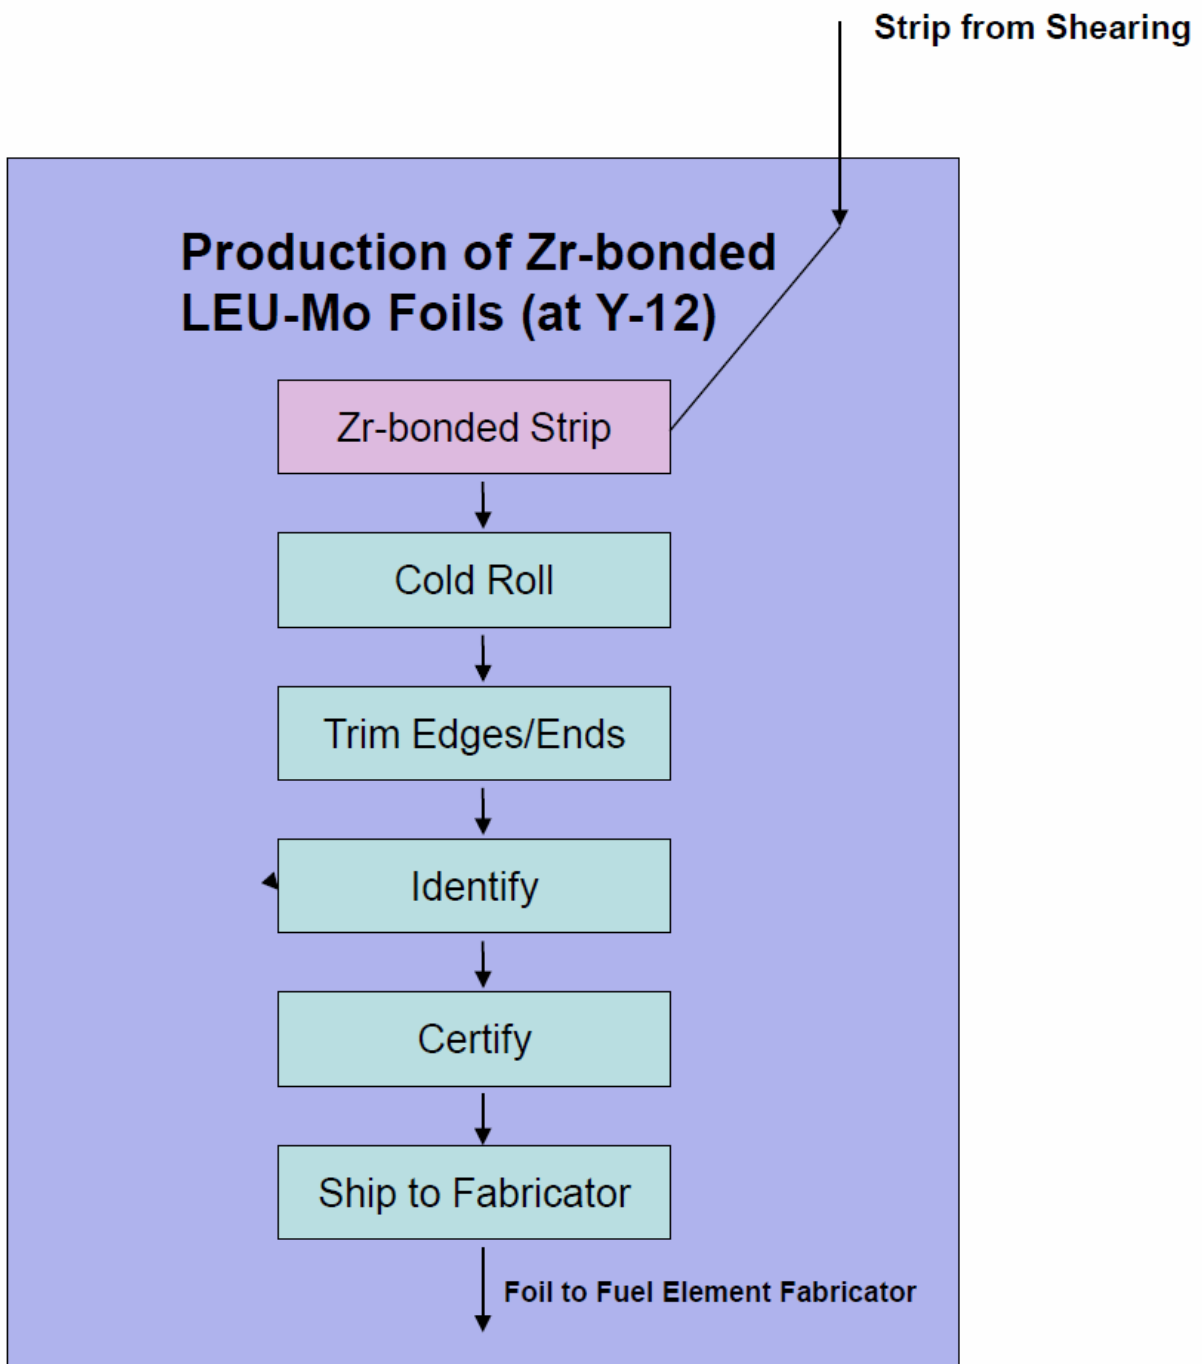 Strip from Shearing
Production of Zr-bonded
LEU-Mo Foils (at Y-12)
Zr-bonded Strip
Cold Roll
Trim Edges/Ends
Identify
Certify
Ship to Fabricator
Foil to Fuel Element Fabricator